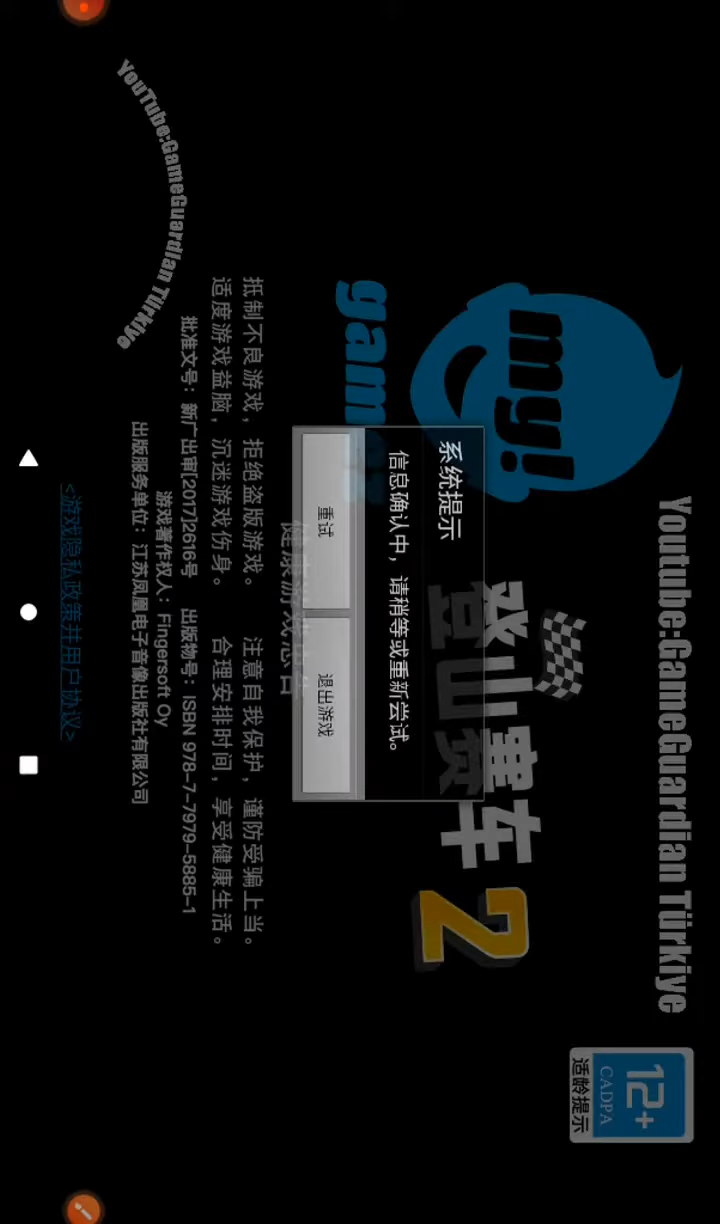 Youtube:GameGuardian Türkiye
12+
CADPA
适龄提示
my!
game
登山赛车
2
系统提示
信息确认中，请稍等或重新尝试。
重试
退出游戏
健康游戏忠告
抵制不良游戏，拒绝盗版游戏。 注意自我保护，谨防受骗上当。
适度游戏益脑，沉迷游戏伤身。 合理安排时间，享受健康生活。
批准文号：新广出审[2017]2616号 出版物号：ISBN 978-7-7979-5885-1
游戏著作权人：Fingersoft Oy
出版服务单位：江苏凤凰电子音像出版社有限公司
<游戏隐私政策并用户协议>
YouTube:GameGuardian Türkiye